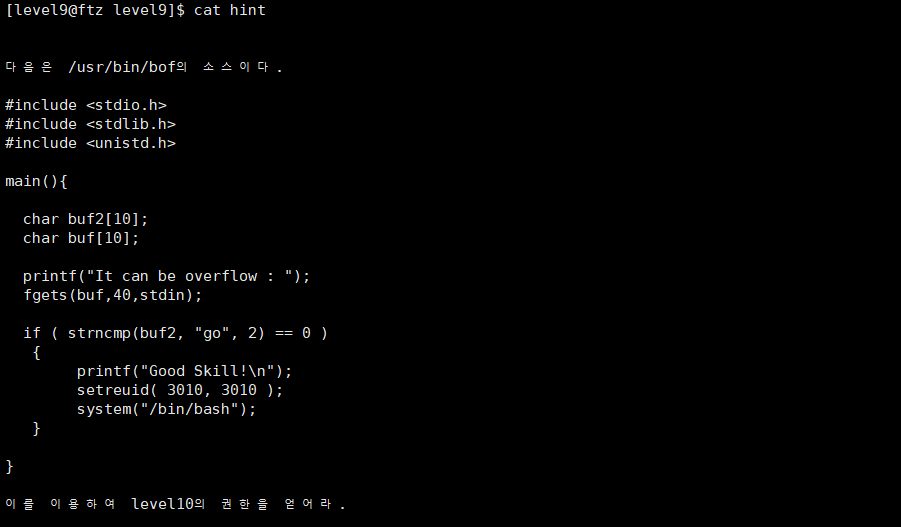 [level9@ftz level9]$ cat hint
다음은 /usr/bin/bof의 소스이다.
#include <stdio.h>
#include <stdlib.h>
#include <unistd.h>
main(){
char buf2[10];
char buf[10];
printf("It can be overflow : ");
fgets(buf,40,stdin);
if ( strncmp(buf2, "go", 2) == 0 )
{
printf("Good Skill!\n");
setreuid( 3010, 3010 );
system("/bin/bash");
}
}
이를 이용하여 level10의 권한을 얻어라.